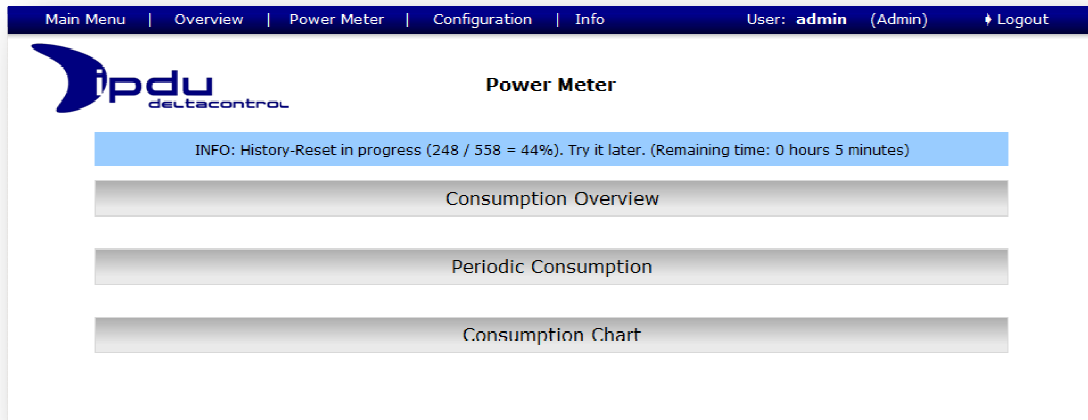 Main Menu | Overview | Power Meter | Configuration | Info User: admin (Admin) Logout
ipdu
deltacontrol
Power Meter
INFO: History-Reset in progress (248 / 558 = 44%). Try it later. (Remaining time: 0 hours 5 minutes)
Consumption Overview
Periodic Consumption
Consumption Chart